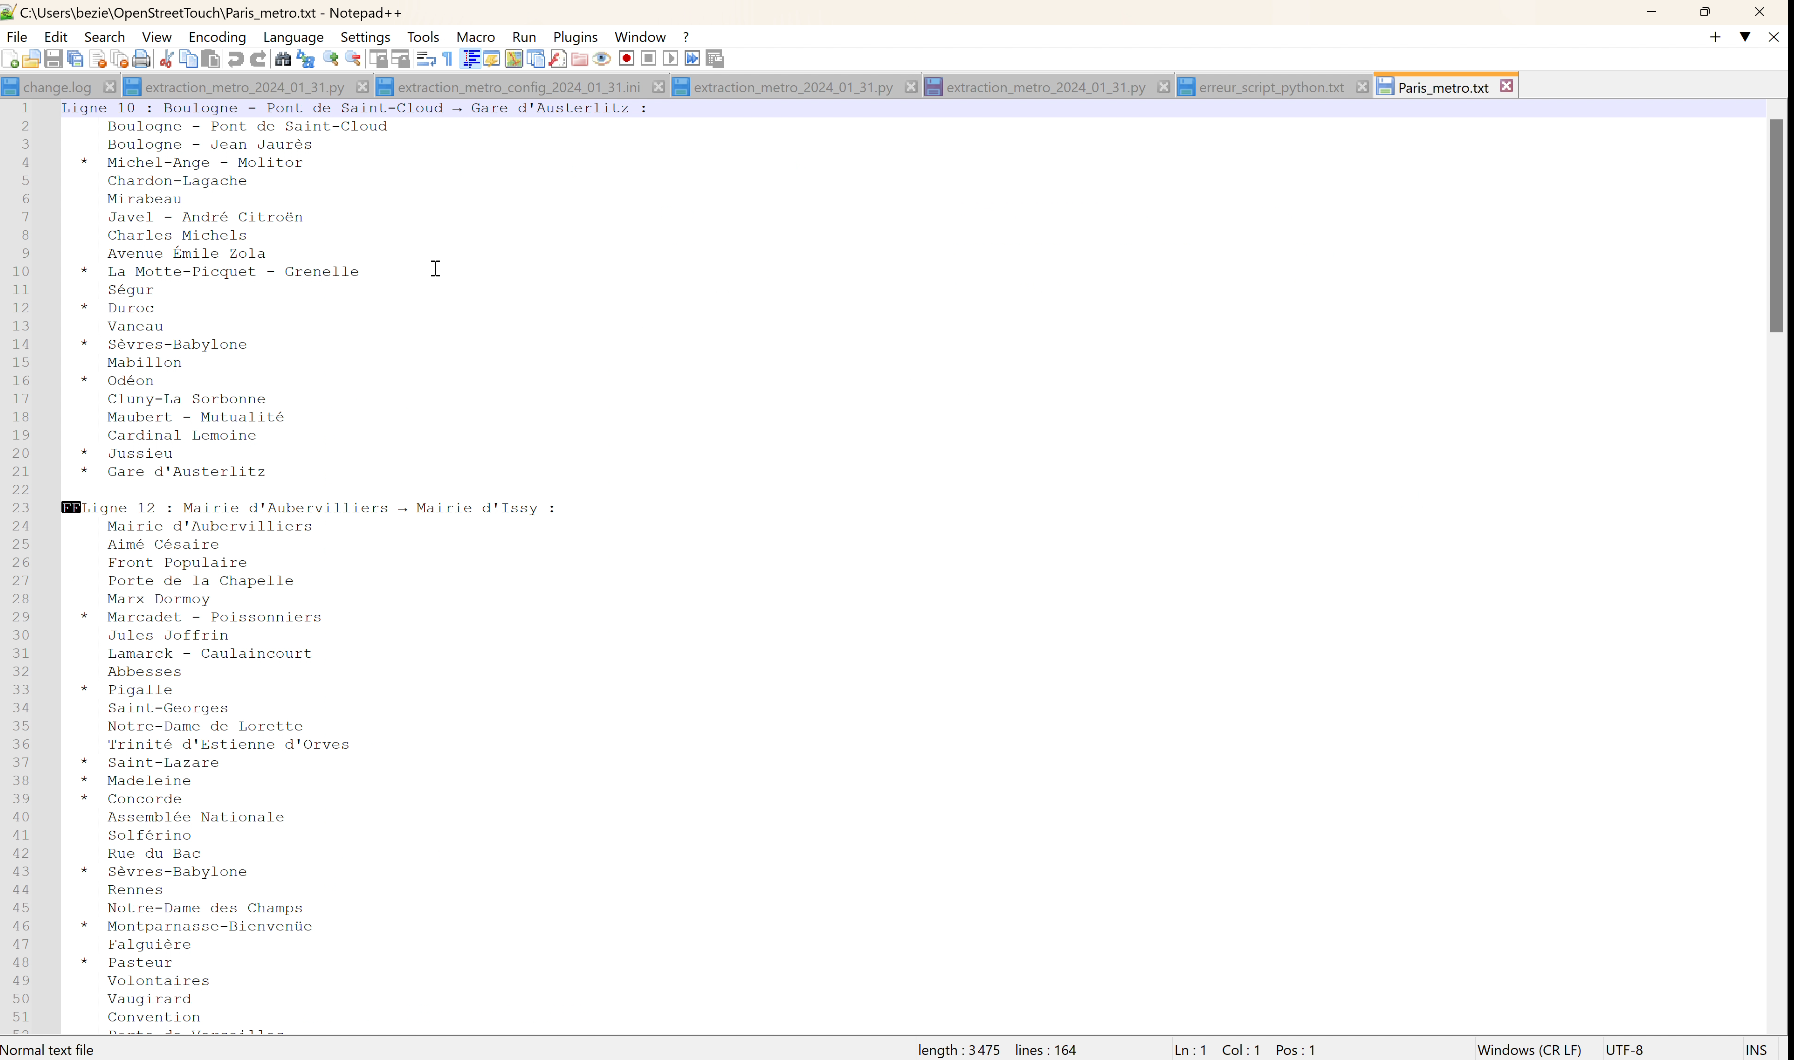 C:\Users\bezie\OpenStreetTouch\Paris_metro.txt - Notepad++
File Edit Search View Encoding Language Settings Tools Macro Run Plugins Window ?
change.log extraction_metro_2024_01_31.py extraction_metro_config_2024_01_31.ini extraction_metro_2024_01_31.py extraction_metro_2024_01_31.py erreur_script_python.txt Paris_metro.txt
1 Ligne 10 : Boulogne - Pont de Saint-Cloud → Gare d'Austerlitz :
2 Boulogne - Pont de Saint-Cloud
3 Boulogne - Jean Jaurès
4 * Michel-Ange - Molitor
5 Chardon-Lagache
6 Mirabeau
7 Javel - André Citroën
8 Charles Michels
9 Avenue Émile Zola
10 * La Motte-Picquet - Grenelle
11 Ségur
12 * Duroc
13 Vaneau
14 * Sèvres-Babylone
15 Mabillon
16 * Odéon
17 Cluny-La Sorbonne
18 Maubert - Mutualité
19 Cardinal Lemoine
20 * Jussieu
21 * Gare d'Austerlitz
22
23 FF Ligne 12 : Mairie d'Aubervilliers → Mairie d'Issy :
24 Mairie d'Aubervilliers
25 Aimé Césaire
26 Front Populaire
27 Porte de la Chapelle
28 Marx Dormoy
29 * Marcadet - Poissonniers
30 Jules Joffrin
31 Lamarck - Caulaincourt
32 Abbesses
33 * Pigalle
34 Saint-Georges
35 Notre-Dame de Lorette
36 Trinité d'Estienne d'Orves
37 * Saint-Lazare
38 * Madeleine
39 * Concorde
40 Assemblée Nationale
41 Solférino
42 Rue du Bac
43 * Sèvres-Babylone
44 Rennes
45 Notre-Dame des Champs
46 * Montparnasse-Bienvenüe
47 Falguière
48 * Pasteur
49 Volontaires
50 Vaugirard
51 Convention
52 Porte de Versailles
Normal text file length : 3475 lines : 164 Ln : 1 Col : 1 Pos : 1 Windows (CR LF) UTF-8 INS